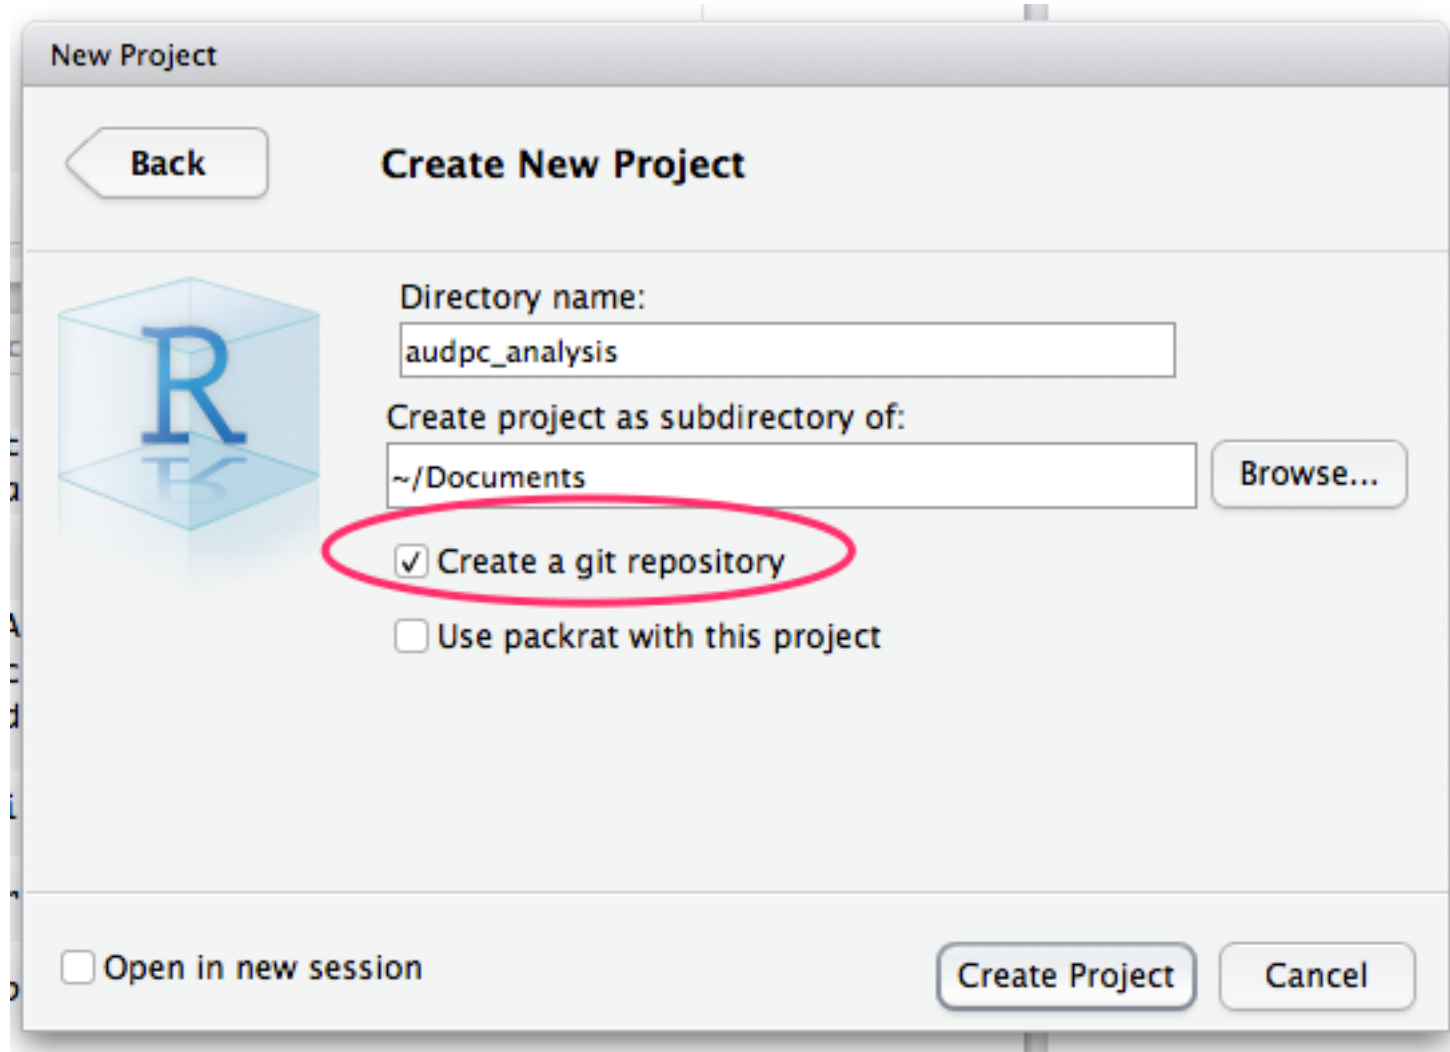 New Project
Back
Create New Project
R
Directory name:
audpc_analysis
Create project as subdirectory of:
~/Documents
Browse...
Create a git repository
Use packrat with this project
Open in new session
Create Project
Cancel